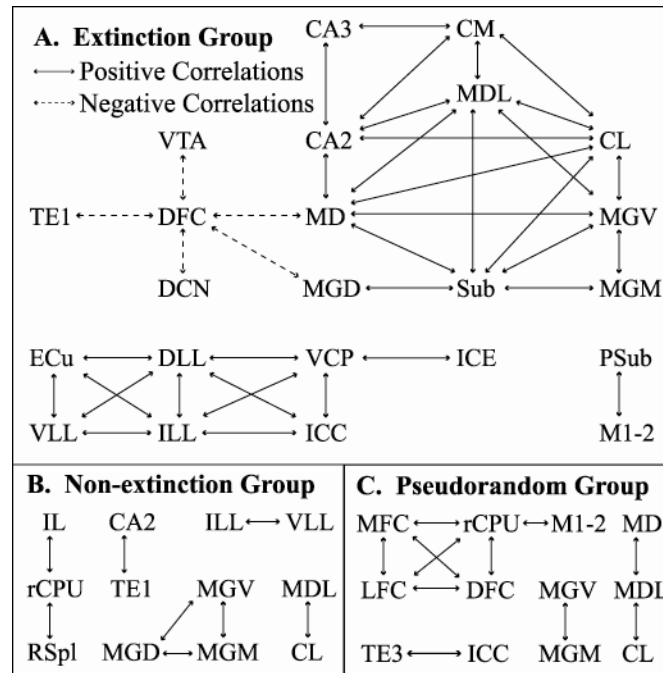 A. Extinction Group
Positive Correlations
Negative Correlations
CA3 CM
MDL
VTA CA2 CL
TE1 DFC MD MGV
DCN MGD Sub MGM
ECu DLL VCP ICE PSub
VLL ILL ICC M1-2
B. Non-extinction Group
IL CA2 ILL VLL
rCPU TE1 MGV MDL
RSpl MGD MGM CL
C. Pseudorandom Group
MFC rCPU M1-2 MD
LFC DFC MGV MDL
TE3 ICC MGM CL